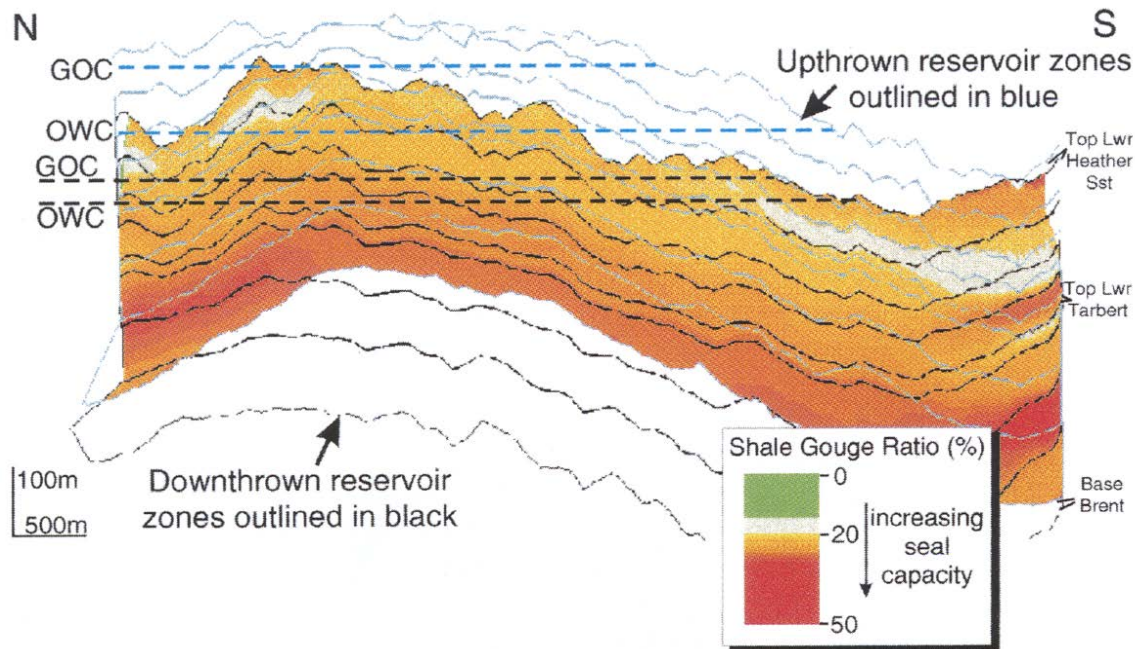 N
S
GOC
Upthrown reservoir zones
outlined in blue
OWC
GOC
OWC
Top Lwr
Heather
Sst
Top Lwr
Tarbert
Base
Brent
Downthrown reservoir
zones outlined in black
100m
500m
Shale Gouge Ratio (%)
0
20
50
increasing
seal
capacity